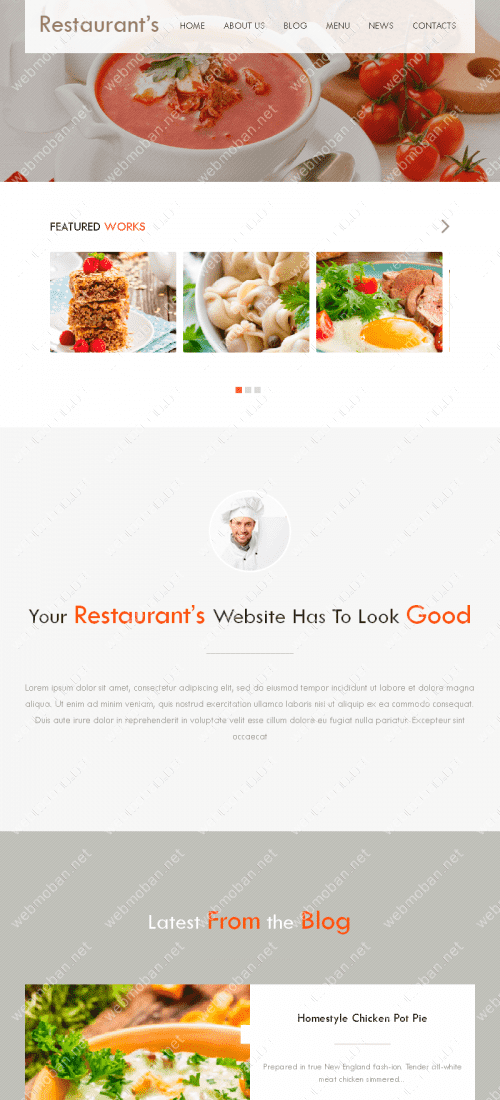 Restaurant's HOME ABOUT US BLOG MENU NEWS CONTACTS
FEATURED WORKS
Your Restaurant's Website Has To Look Good
Lorem ipsum dolor sit amet, consectetur adipiscing elit, sed do eiusmod tempor incididunt ut labore et dolore magna
aliqua. Ut enim ad minim veniam, quis nostrud exercitation ullamco laboris nisi ut aliquip ex ea commodo consequat.
Duis aute irure dolor in reprehenderit in voluptate velit esse cillum dolore eu fugiat nulla pariatur. Excepteur sint
occaecat
Latest From the Blog
Homestyle Chicken Pot Pie
Prepared in true New England fash-ion. Tender all-white
meat chicken simmered...
webmoban.net